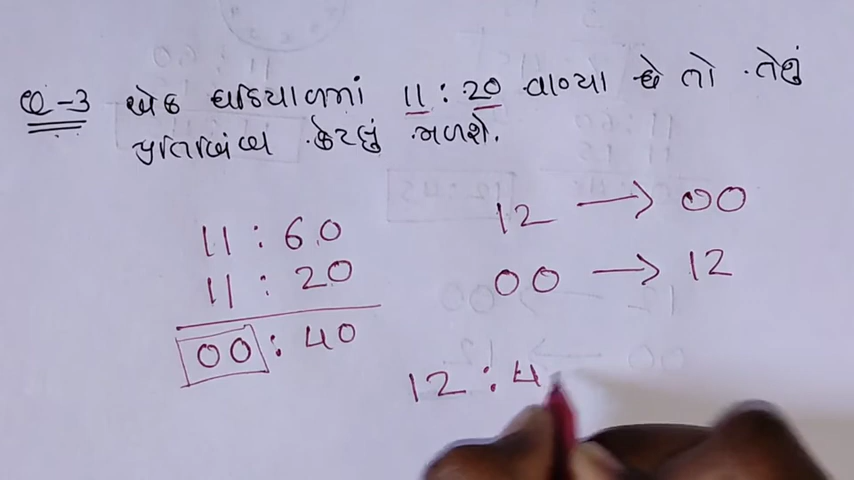 પ્ર-3 એક ઘડિયાળમાં 11 : 20 વાગ્યા છે તો તેનું
પ્રતિબિંબ કેટલું મળશે.
11 : 60
11 : 20
00 : 40
12 → 00
00 → 12
12 : 4